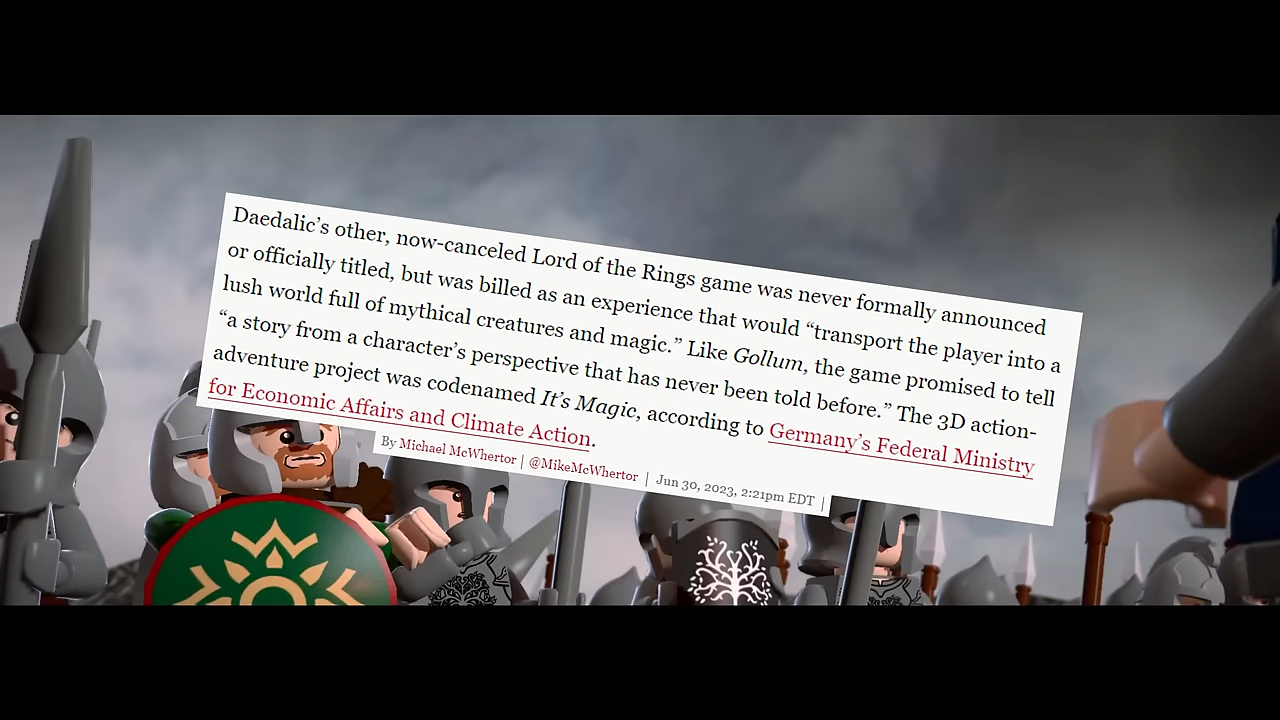 Daedalic’s other, now-canceled Lord of the Rings game was never formally announced
or officially titled, but was billed as an experience that would “transport the player into a
lush world full of mythical creatures and magic.” Like Gollum, the game promised to tell
“a story from a character’s perspective that has never been told before.” The 3D action-
adventure project was codenamed It’s Magic, according to Germany’s Federal Ministry
for Economic Affairs and Climate Action.
By Michael McWhertor | @MikeMcWhertor | Jun 30, 2023, 2:21pm EDT |